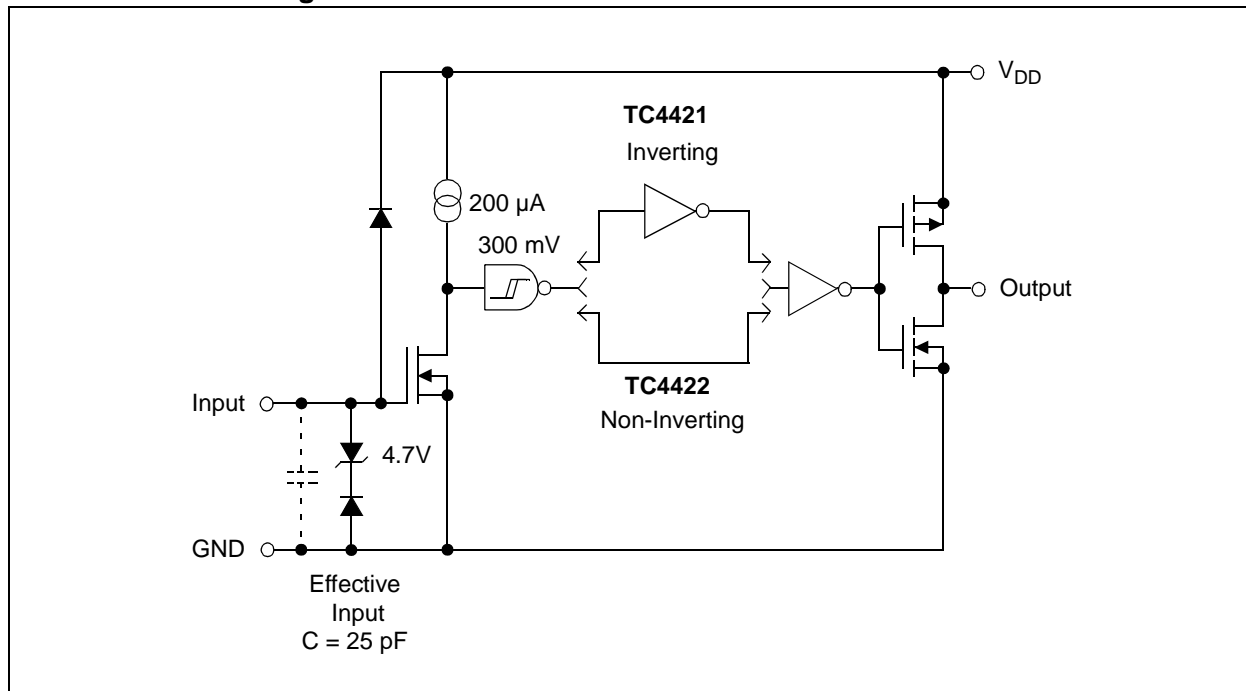 V_DD
TC4421
Inverting
200 µA
300 mV
Output
TC4422
Non-Inverting
Input
4.7V
GND
Effective
Input
C = 25 pF